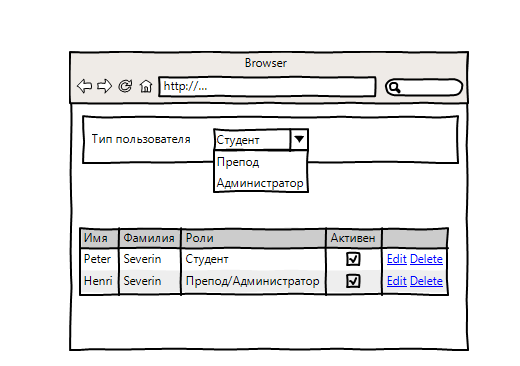 Browser
http://...
Тип пользователя Студент
Препод
Администратор
Имя Фамилия Роли Активен
Peter Severin Студент Edit Delete
Henri Severin Препод/Администратор Edit Delete